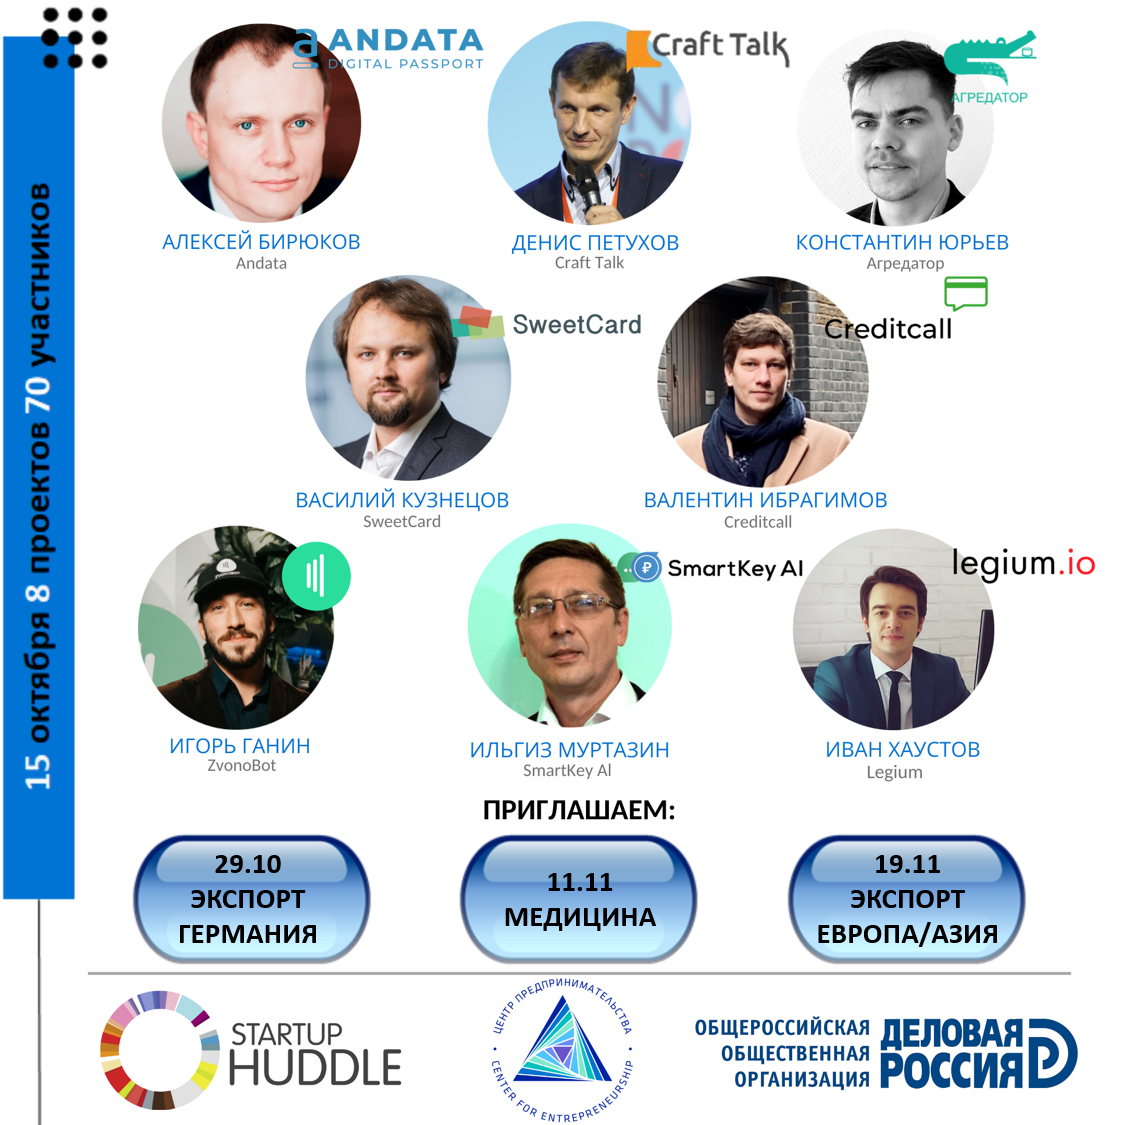 15 октября 8 проектов 70 участников
ANDATA
DIGITAL PASSPORT
Craft Talk
АГРЕДАТОР
АЛЕКСЕЙ БИРЮКОВ
Andata
ДЕНИС ПЕТУХОВ
Craft Talk
КОНСТАНТИН ЮРЬЕВ
Агредатор
SweetCard
Creditcall
ВАСИЛИЙ КУЗНЕЦОВ
SweetCard
ВАЛЕНТИН ИБРАГИМОВ
Creditcall
SmartKey AI
legium.io
ИГОРЬ ГАНИН
ZvonoBot
ИЛЬГИЗ МУРТАЗИН
SmartKey Al
ИВАН ХАУСТОВ
Legium
ПРИГЛАШАЕМ:
29.10
ЭКСПОРТ
ГЕРМАНИЯ
11.11
МЕДИЦИНА
19.11
ЭКСПОРТ
ЕВРОПА/АЗИЯ
STARTUP
HUDDLE
ЦЕНТР ПРЕДПРИНИМАТЕЛЬСТВА
CENTER FOR ENTREPRENEURSHIP
ОБЩЕРОССИЙСКАЯ
ОБЩЕСТВЕННАЯ
ОРГАНИЗАЦИЯ
ДЕЛОВАЯ
РОССИЯ